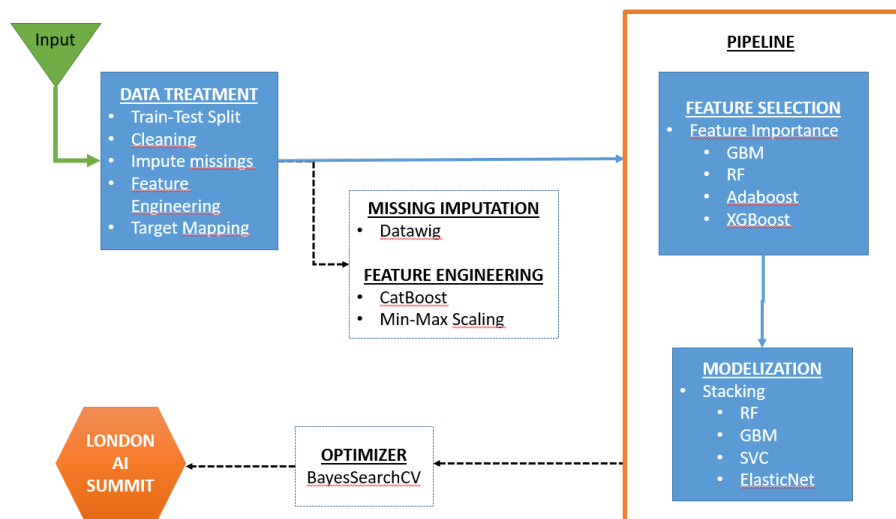 Input
DATA TREATMENT
• Train-Test Split
• Cleaning
• Impute missings
• Feature
Engineering
• Target Mapping
MISSING IMPUTATION
• Datawig
FEATURE ENGINEERING
• CatBoost
• Min-Max Scaling
PIPELINE
FEATURE SELECTION
• Feature Importance
• GBM
• RF
• Adaboost
• XGBoost
MODELIZATION
• Stacking
• RF
• GBM
• SVC
• ElasticNet
OPTIMIZER
BayesSearchCV
LONDON
AI
SUMMIT